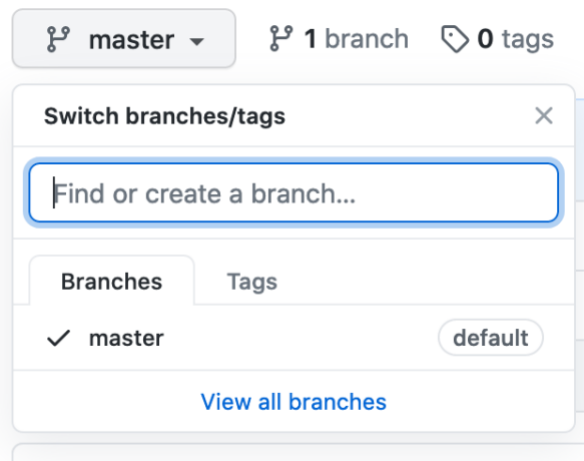 master 1 branch 0 tags
Switch branches/tags
Find or create a branch...
Branches Tags
master default
View all branches